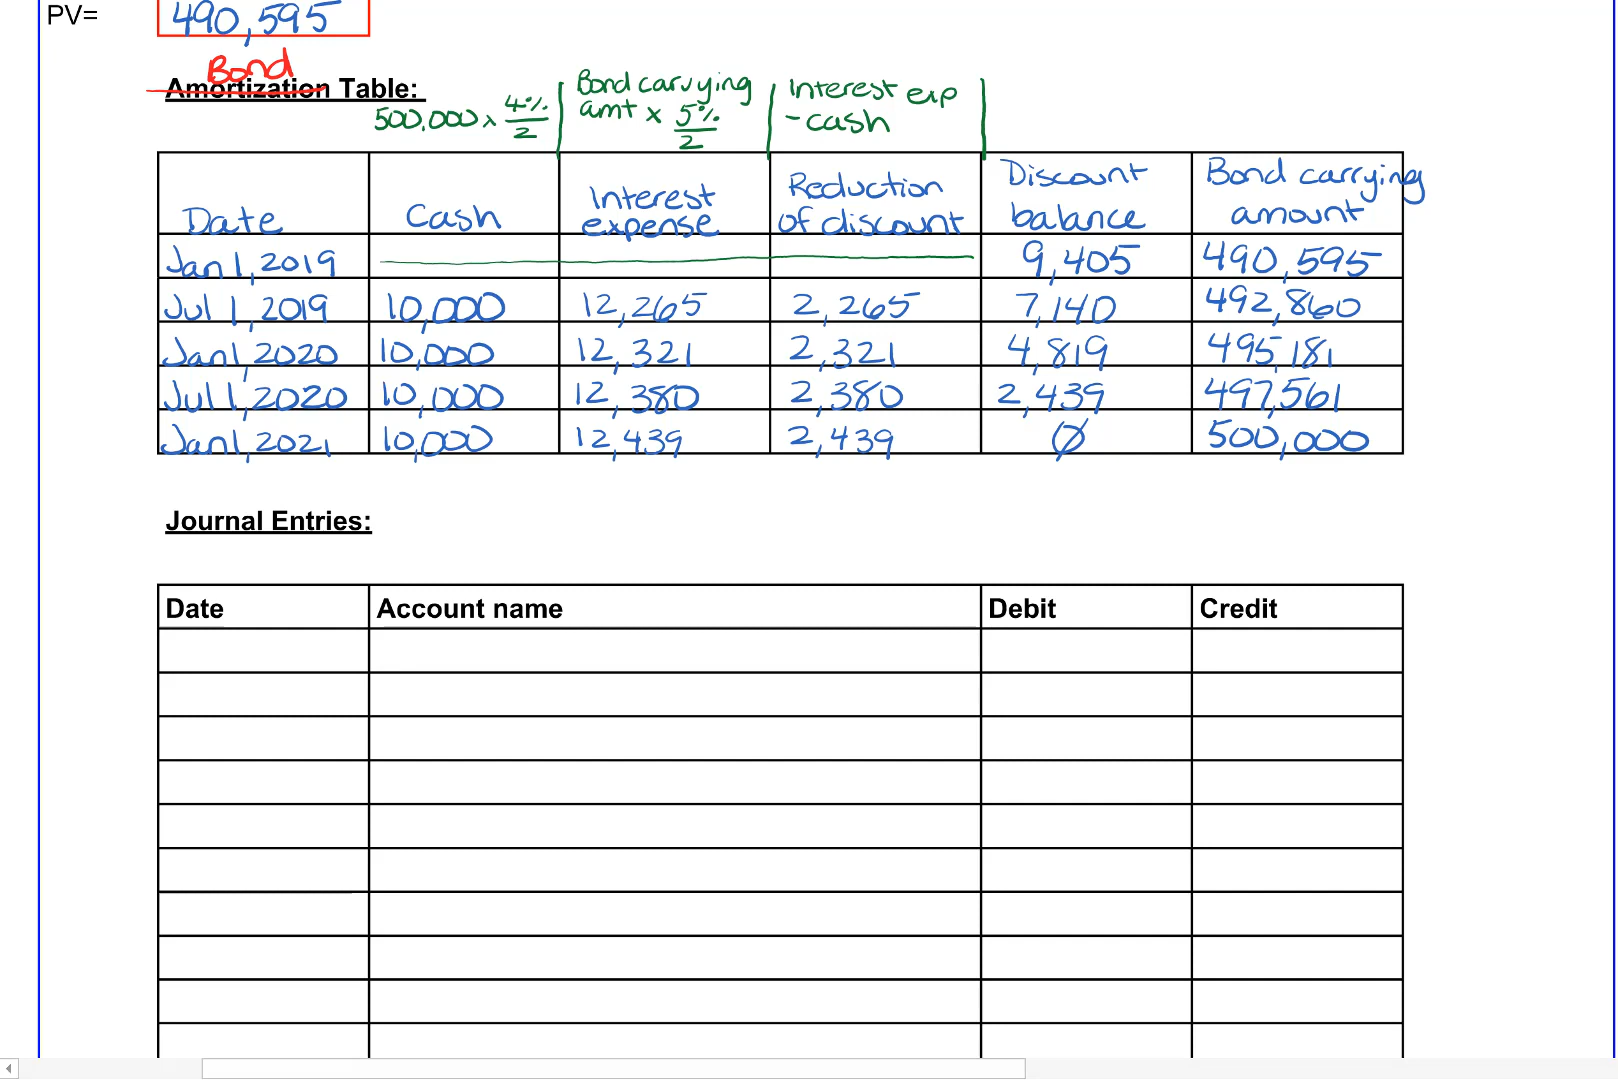 PV= 490,595
Bond
Amortization Table:
500,000 x 4%/2 Bond carrying amt x 5%/2 Interest exp - cash
Date Cash Interest expense Reduction of discount Discount balance Bond carrying amount
Jan 1, 2019 9,405 490,595
Jul 1, 2019 10,000 12,265 2,265 7,140 492,860
Jan 1, 2020 10,000 12,321 2,321 4,819 495,181
Jul 1, 2020 10,000 12,380 2,380 2,439 497,561
Jan 1, 2021 10,000 12,439 2,439 Ø 500,000
Journal Entries:
Date Account name Debit Credit